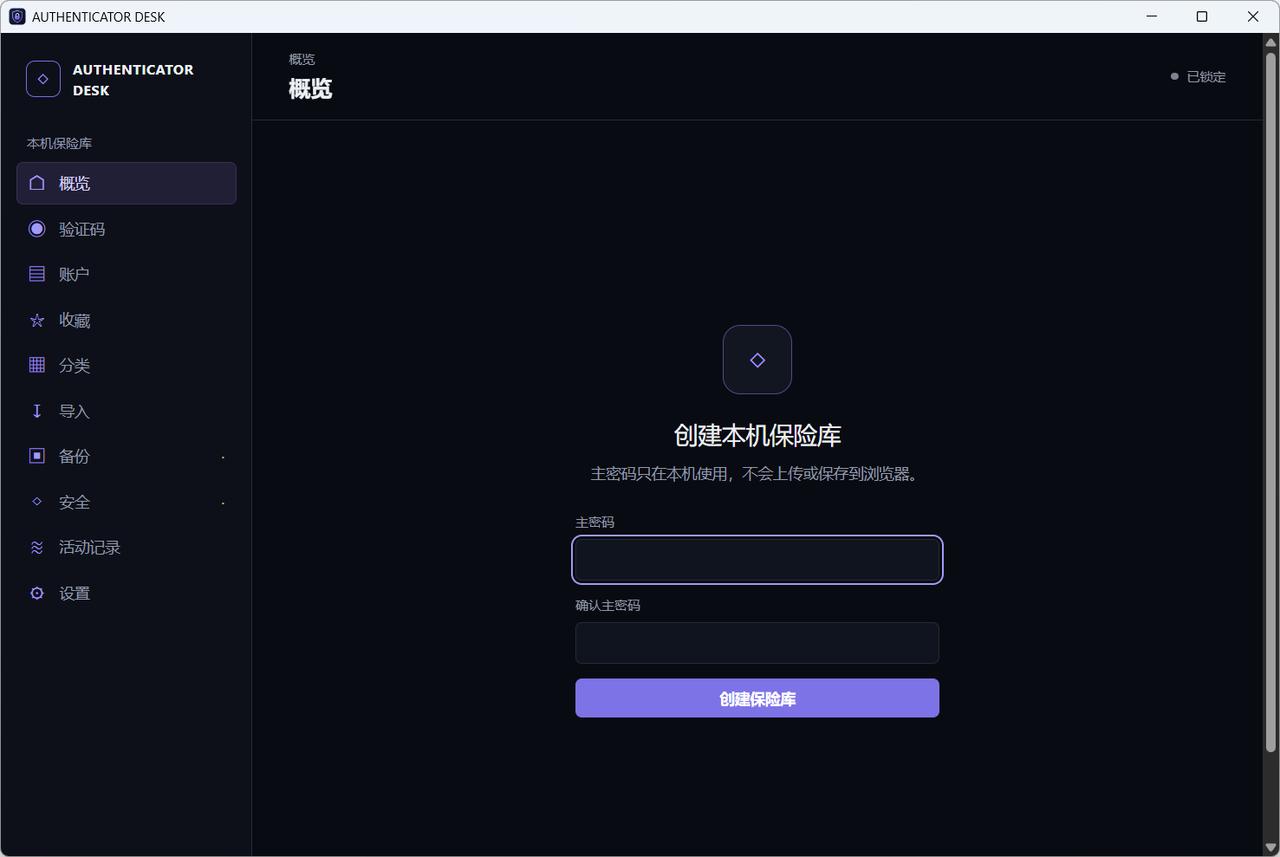 AUTHENTICATOR DESK
AUTHENTICATOR
DESK
本机保险库
概览
验证码
账户
收藏
分类
导入
备份
安全
活动记录
设置
概览
概览
已锁定
创建本机保险库
主密码只在本机使用，不会上传或保存到浏览器。
主密码
确认主密码
创建保险库